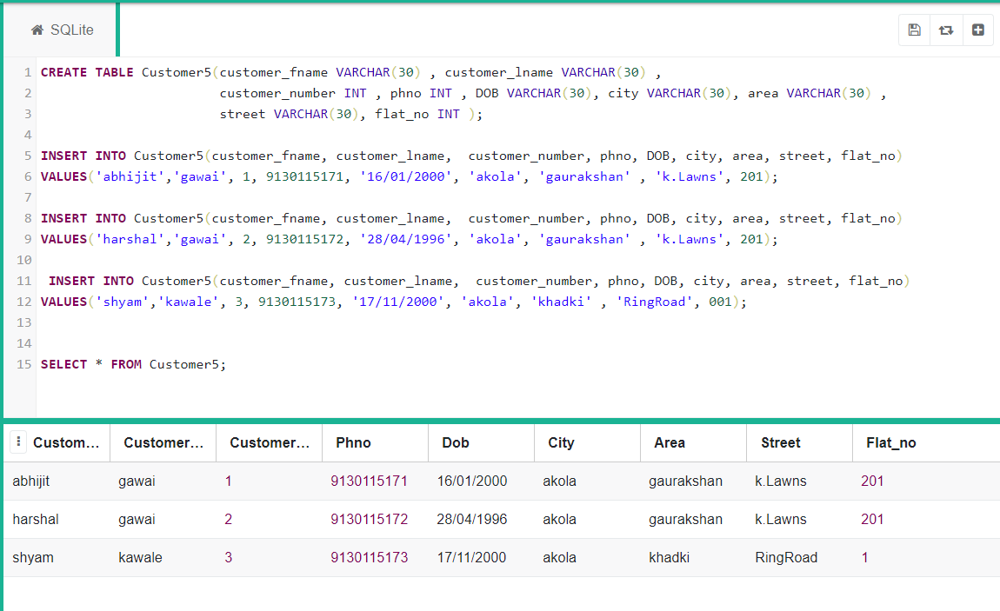 SQLite
1 CREATE TABLE Customer5(customer_fname VARCHAR(30) , customer_lname VARCHAR(30) ,
2 customer_number INT , phno INT , DOB VARCHAR(30), city VARCHAR(30), area VARCHAR(30) ,
3 street VARCHAR(30), flat_no INT );
4
5 INSERT INTO Customer5(customer_fname, customer_lname,  customer_number, phno, DOB, city, area, street, flat_no)
6 VALUES('abhijit','gawai', 1, 9130115171, '16/01/2000', 'akola', 'gaurakshan' , 'k.Lawns', 201);
7
8 INSERT INTO Customer5(customer_fname, customer_lname,  customer_number, phno, DOB, city, area, street, flat_no)
9 VALUES('harshal','gawai', 2, 9130115172, '28/04/1996', 'akola', 'gaurakshan' , 'k.Lawns', 201);
10
11  INSERT INTO Customer5(customer_fname, customer_lname,  customer_number, phno, DOB, city, area, street, flat_no)
12 VALUES('shyam','kawale', 3, 9130115173, '17/11/2000', 'akola', 'khadki' , 'RingRoad', 001);
13
14
15 SELECT * FROM Customer5;
Custom... Customer... Customer... Phno Dob City Area Street Flat_no
abhijit gawai 1 9130115171 16/01/2000 akola gaurakshan k.Lawns 201
harshal gawai 2 9130115172 28/04/1996 akola gaurakshan k.Lawns 201
shyam kawale 3 9130115173 17/11/2000 akola khadki RingRoad 1